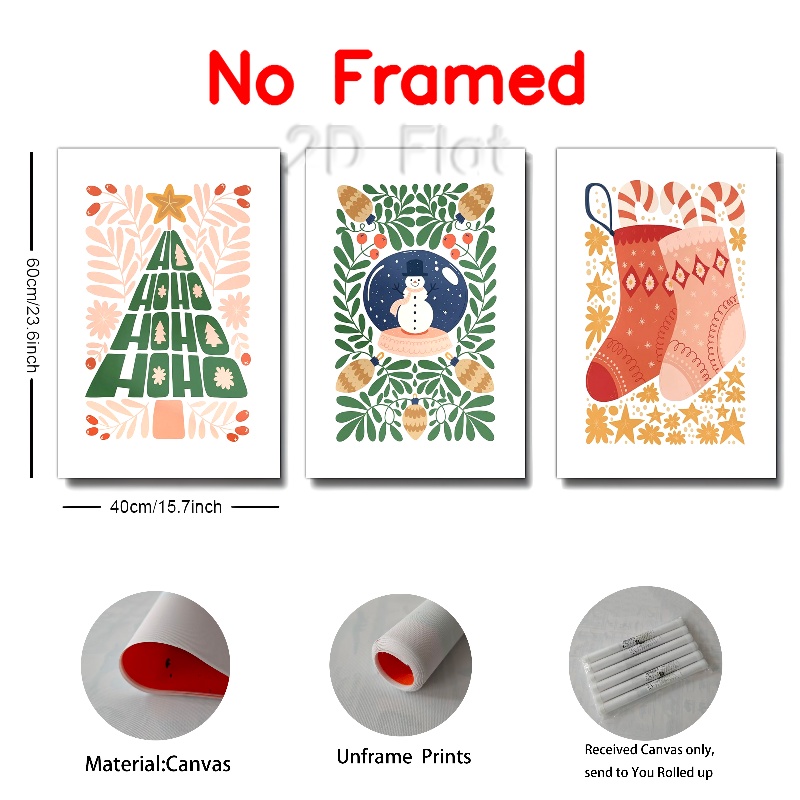 No Framed
2D Flat
60cm/23.6inch
HO
HOHO
HOHO
HOHO
40cm/15.7inch
Material:Canvas
Unframe Prints
Received Canvas only,
send to You Rolled up